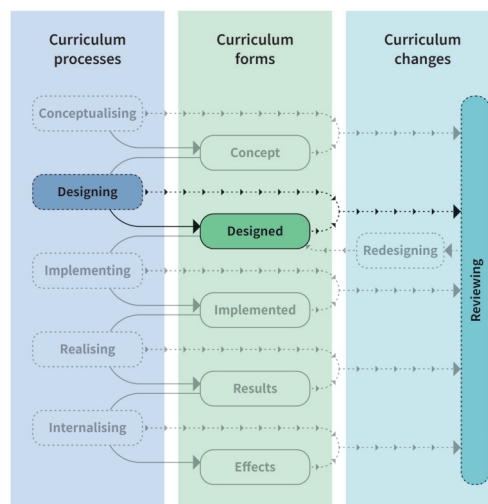 Curriculum
processes
Curriculum
forms
Curriculum
changes
Conceptualising
Concept
Designing
Designed
Redesigning
Implementing
Implemented
Reviewing
Realising
Results
Internalising
Effects